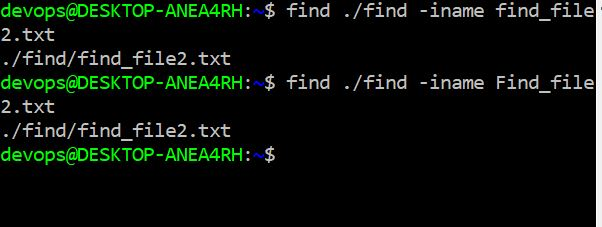 devops@DESKTOP-ANEA4RH:~$ find ./find -iname find_file
2.txt
./find/find_file2.txt
devops@DESKTOP-ANEA4RH:~$ find ./find -iname Find_file
2.txt
./find/find_file2.txt
devops@DESKTOP-ANEA4RH:~$